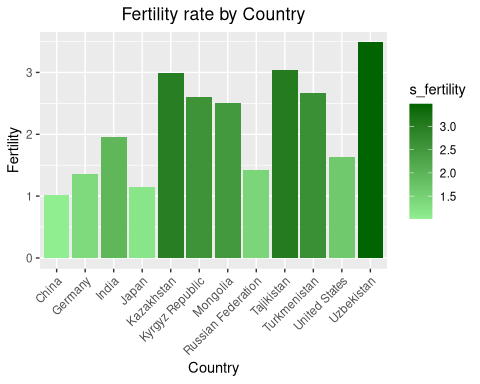 Fertility rate by Country
Fertility
3
2
1
0
China
Germany
India
Japan
Kazakhstan
Kyrgyz Republic
Mongolia
Russian Federation
Tajikistan
Turkmenistan
United States
Uzbekistan
Country
s_fertility
3.0
2.5
2.0
1.5